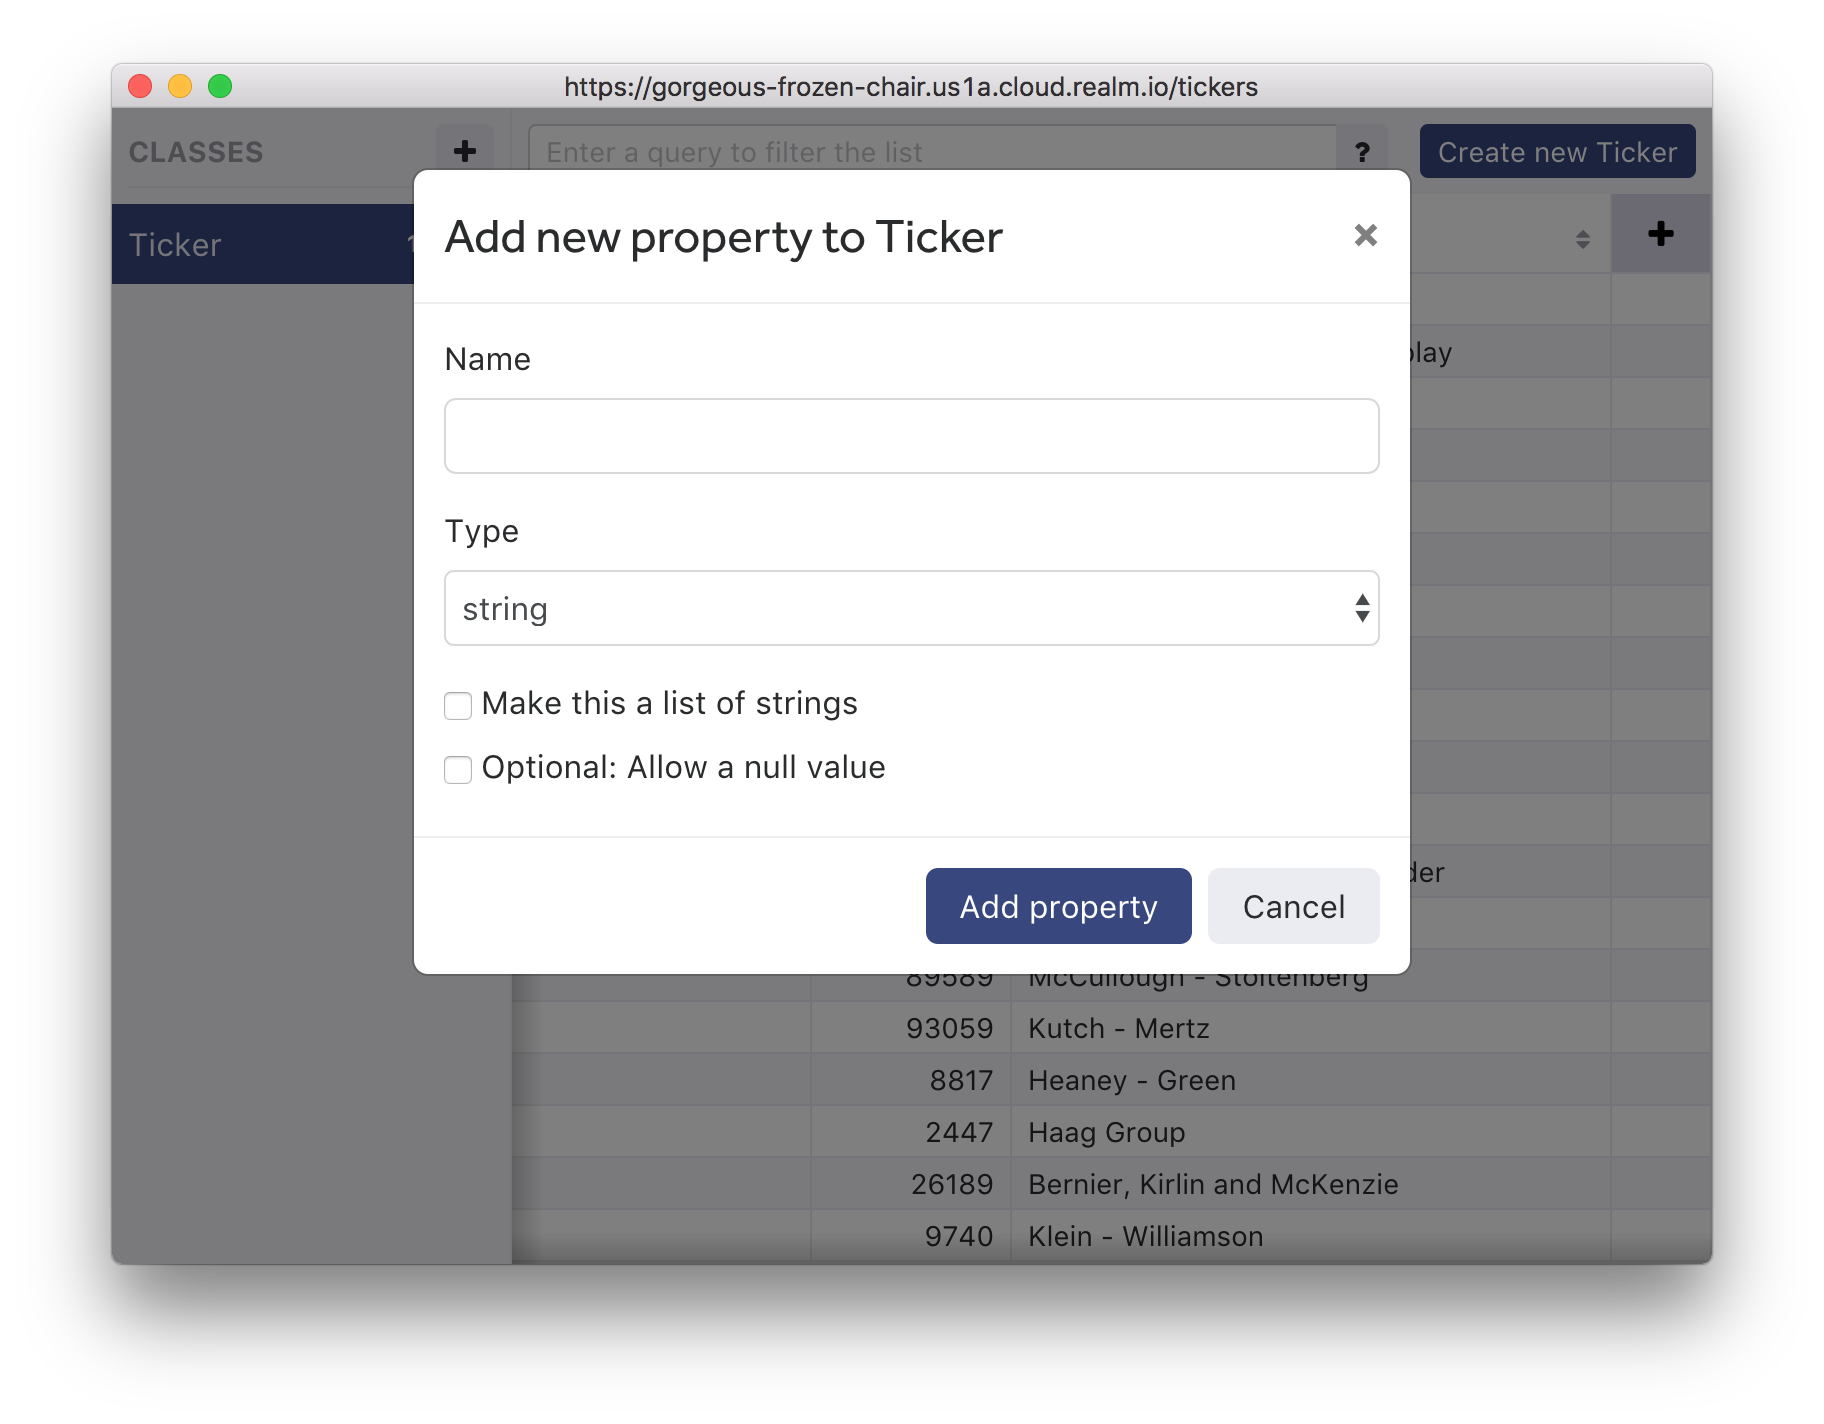 https://gorgeous-frozen-chair.us1a.cloud.realm.io/tickers
CLASSES
Enter a query to filter the list
?
Create new Ticker
Ticker
Add new property to Ticker
Name
Type
string
Make this a list of strings
Optional: Allow a null value
Add property
Cancel
89589 McCullough - Stoltenberg
93059 Kutch - Mertz
8817 Heaney - Green
2447 Haag Group
26189 Bernier, Kirlin and McKenzie
9740 Klein - Williamson